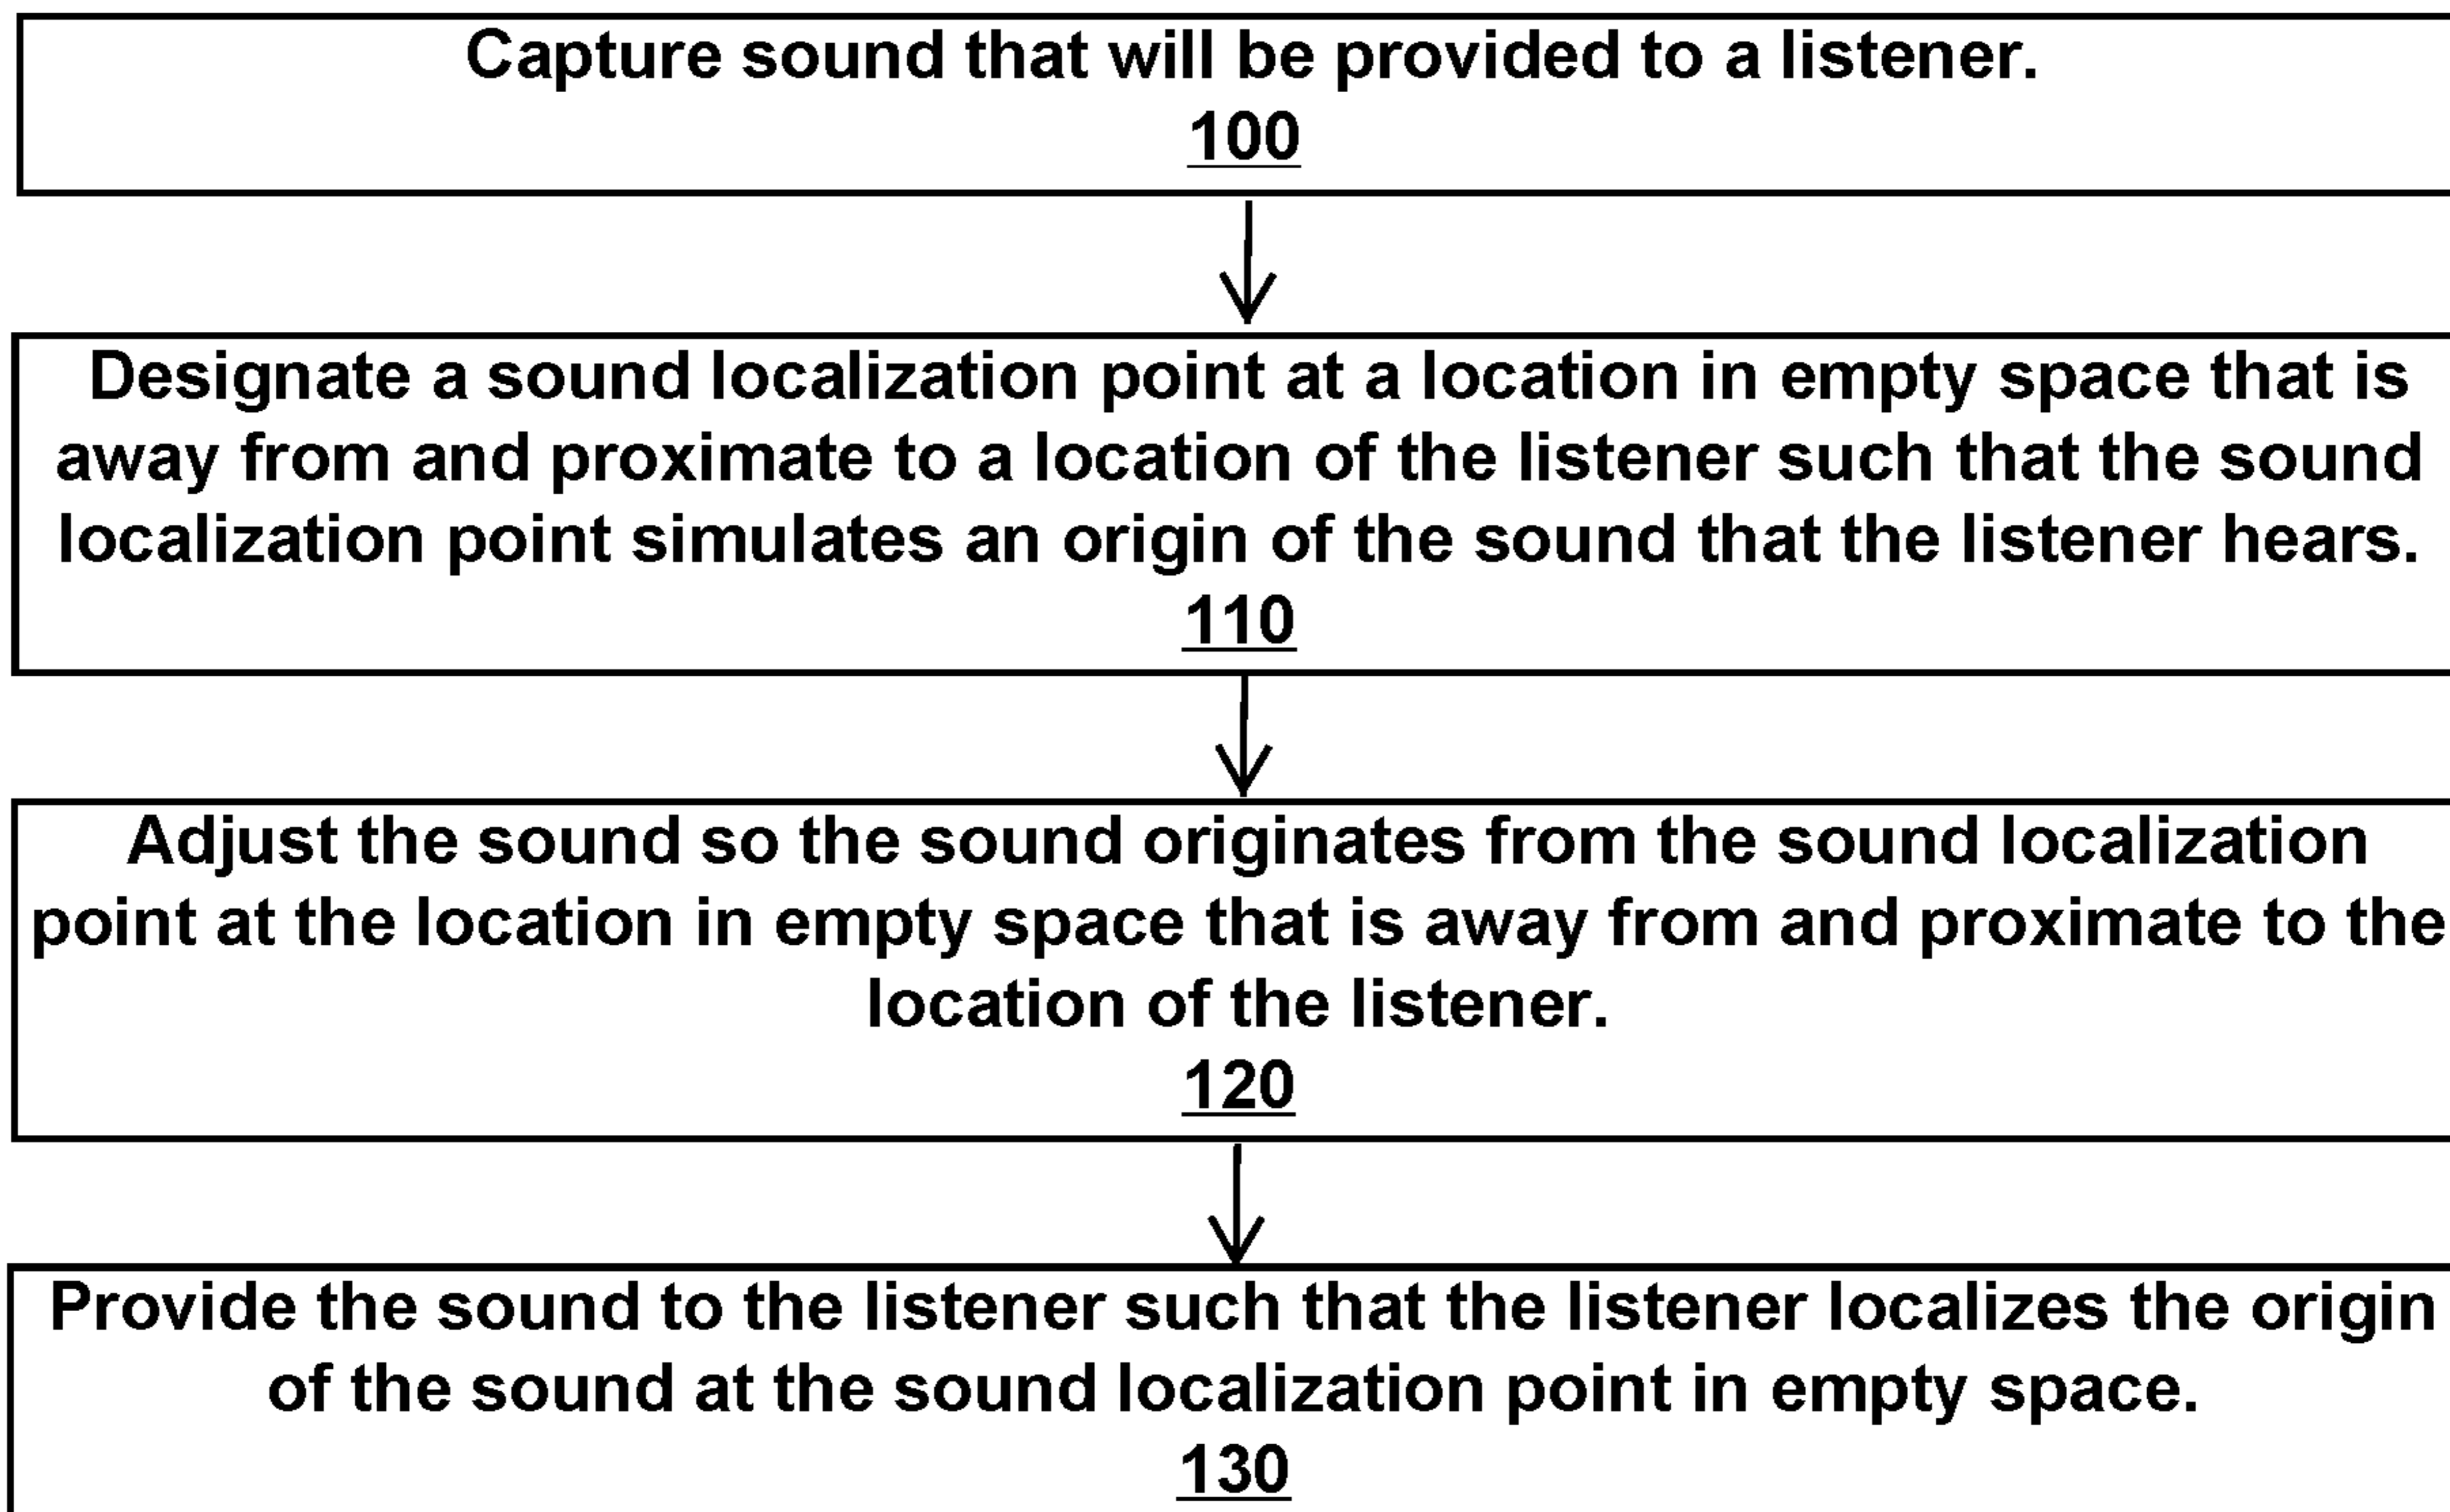 Capture sound that will be provided to a listener.
100
Designate a sound localization point at a location in empty space that is
away from and proximate to a location of the listener such that the sound
localization point simulates an origin of the sound that the listener hears.
110
Adjust the sound so the sound originates from the sound localization
point at the location in empty space that is away from and proximate to the
location of the listener.
120
Provide the sound to the listener such that the listener localizes the origin
of the sound at the sound localization point in empty space.
130